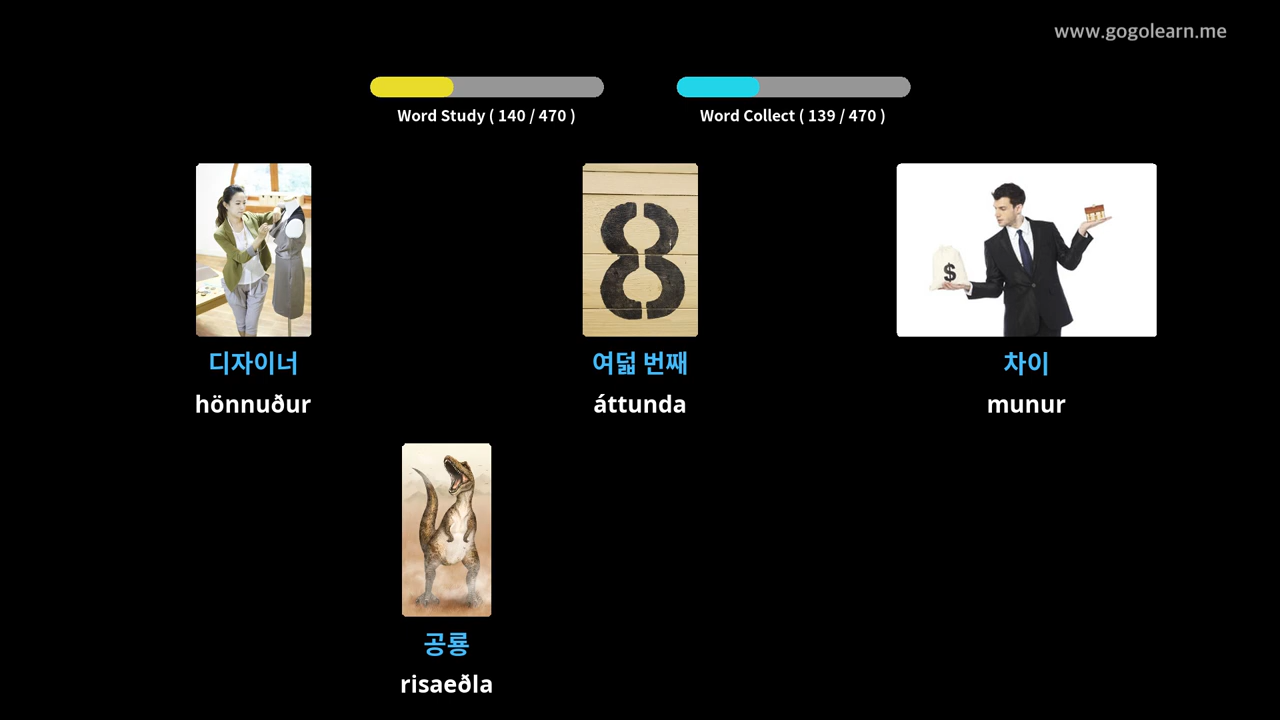 www.gogolearn.me
Word Study ( 140 / 470 )
Word Collect ( 139 / 470 )
$
8
디자이너
여덟 번째
차이
hönnuður
áttunda
munur
공룡
risaeðla